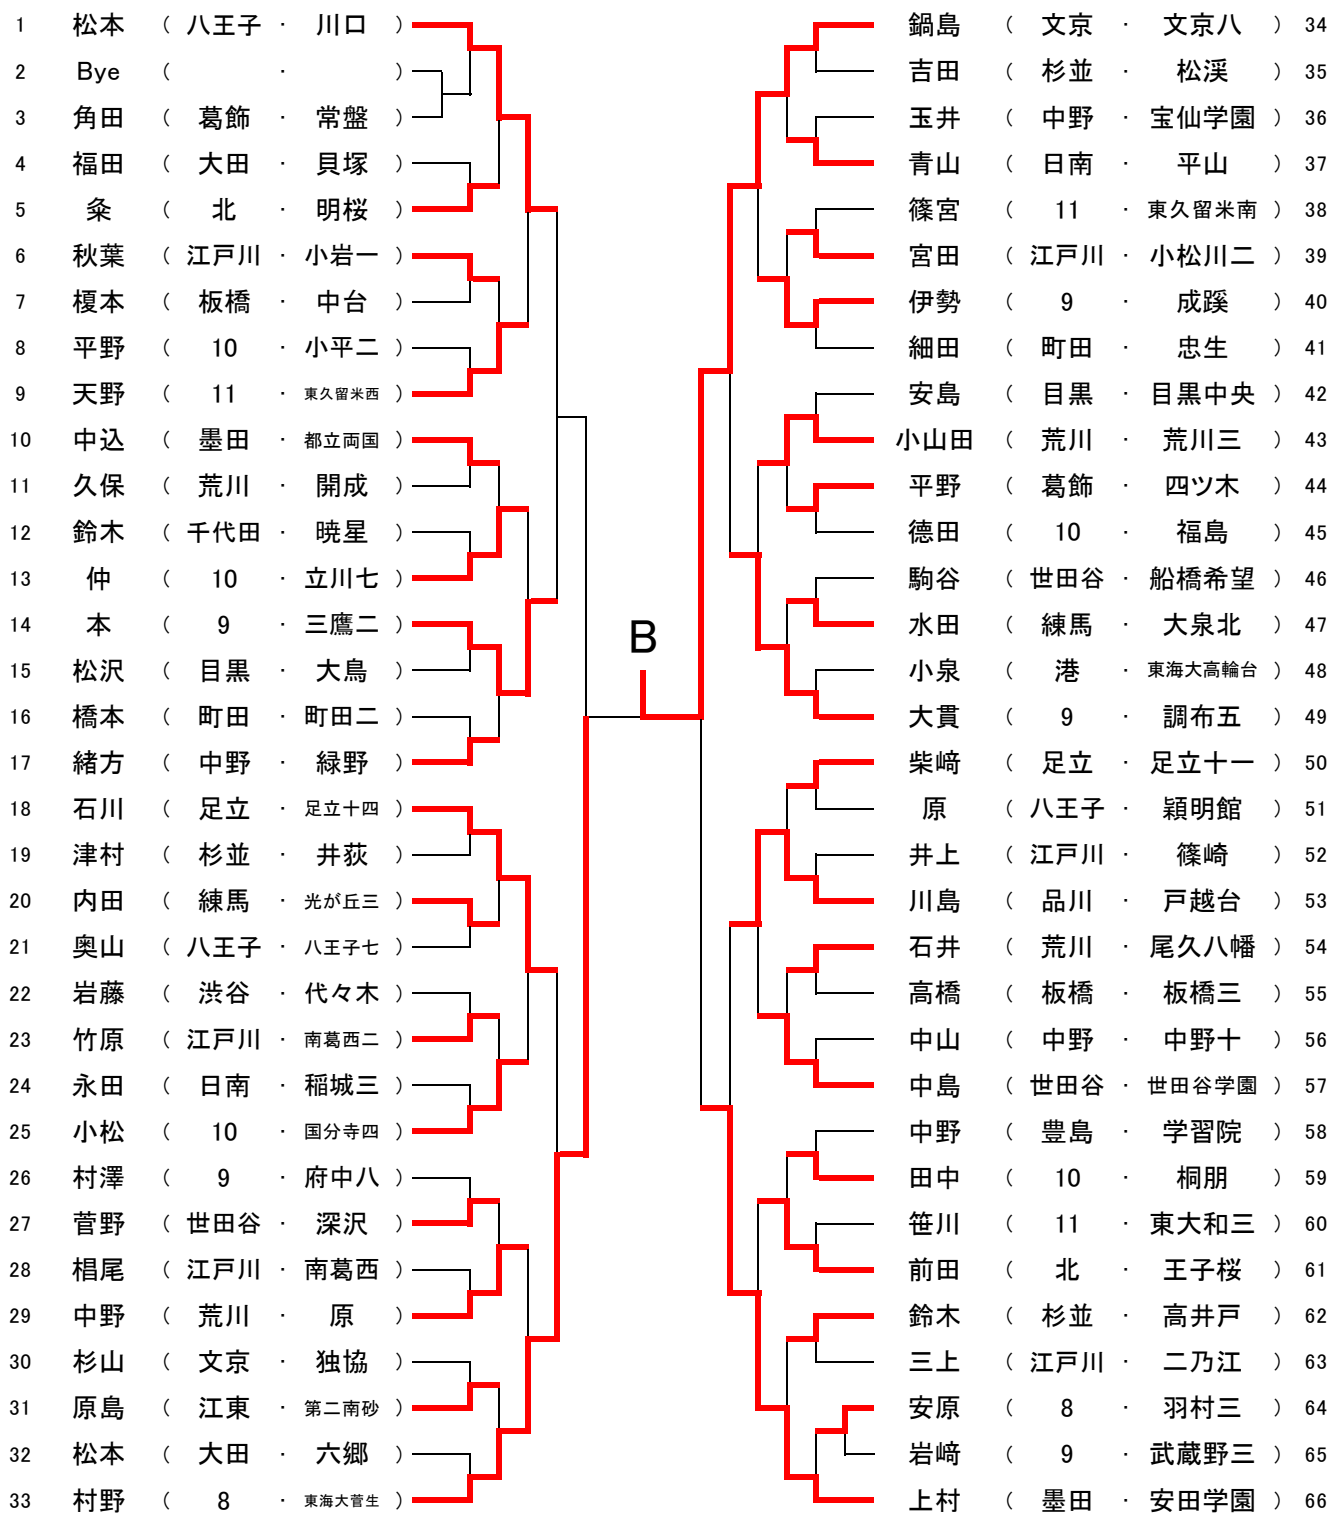 1 松本 ( 八王子 · 川口 )
2 Bye ( · )
3 角田 ( 葛飾 · 常盤 )
4 福田 ( 大田 · 貝塚 )
5 粂 ( 北 · 明桜 )
6 秋葉 ( 江戸川 · 小岩一 )
7 榎本 ( 板橋 · 中台 )
8 平野 ( 10 · 小平二 )
9 天野 ( 11 · 東久留米西 )
10 中込 ( 墨田 · 都立両国 )
11 久保 ( 荒川 · 開成 )
12 鈴木 ( 千代田 · 暁星 )
13 仲 ( 10 · 立川七 )
14 本 ( 9 · 三鷹二 )
15 松沢 ( 目黒 · 大鳥 )
16 橋本 ( 町田 · 町田二 )
17 緒方 ( 中野 · 緑野 )
18 石川 ( 足立 · 足立十四 )
19 津村 ( 杉並 · 井荻 )
20 内田 ( 練馬 · 光が丘三 )
21 奥山 ( 八王子 · 八王子七 )
22 岩藤 ( 渋谷 · 代々木 )
23 竹原 ( 江戸川 · 南葛西二 )
24 永田 ( 日南 · 稲城三 )
25 小松 ( 10 · 国分寺四 )
26 村澤 ( 9 · 府中八 )
27 菅野 ( 世田谷 · 深沢 )
28 椙尾 ( 江戸川 · 南葛西 )
29 中野 ( 荒川 · 原 )
30 杉山 ( 文京 · 独協 )
31 原島 ( 江東 · 第二南砂 )
32 松本 ( 大田 · 六郷 )
33 村野 ( 8 · 東海大菅生 )
B
鍋島 ( 文京 · 文京八 ) 34
吉田 ( 杉並 · 松渓 ) 35
玉井 ( 中野 · 宝仙学園 ) 36
青山 ( 日南 · 平山 ) 37
篠宮 ( 11 · 東久留米南 ) 38
宮田 ( 江戸川 · 小松川二 ) 39
伊勢 ( 9 · 成蹊 ) 40
細田 ( 町田 · 忠生 ) 41
安島 ( 目黒 · 目黒中央 ) 42
小山田 ( 荒川 · 荒川三 ) 43
平野 ( 葛飾 · 四ツ木 ) 44
德田 ( 10 · 福島 ) 45
駒谷 ( 世田谷 · 船橋希望 ) 46
水田 ( 練馬 · 大泉北 ) 47
小泉 ( 港 · 東海大高輪台 ) 48
大貫 ( 9 · 調布五 ) 49
柴﨑 ( 足立 · 足立十一 ) 50
原 ( 八王子 · 穎明館 ) 51
井上 ( 江戸川 · 篠崎 ) 52
川島 ( 品川 · 戸越台 ) 53
石井 ( 荒川 · 尾久八幡 ) 54
高橋 ( 板橋 · 板橋三 ) 55
中山 ( 中野 · 中野十 ) 56
中島 ( 世田谷 · 世田谷学園 ) 57
中野 ( 豊島 · 学習院 ) 58
田中 ( 10 · 桐朋 ) 59
笹川 ( 11 · 東大和三 ) 60
前田 ( 北 · 王子桜 ) 61
鈴木 ( 杉並 · 高井戸 ) 62
三上 ( 江戸川 · 二乃江 ) 63
安原 ( 8 · 羽村三 ) 64
岩﨑 ( 9 · 武蔵野三 ) 65
上村 ( 墨田 · 安田学園 ) 66